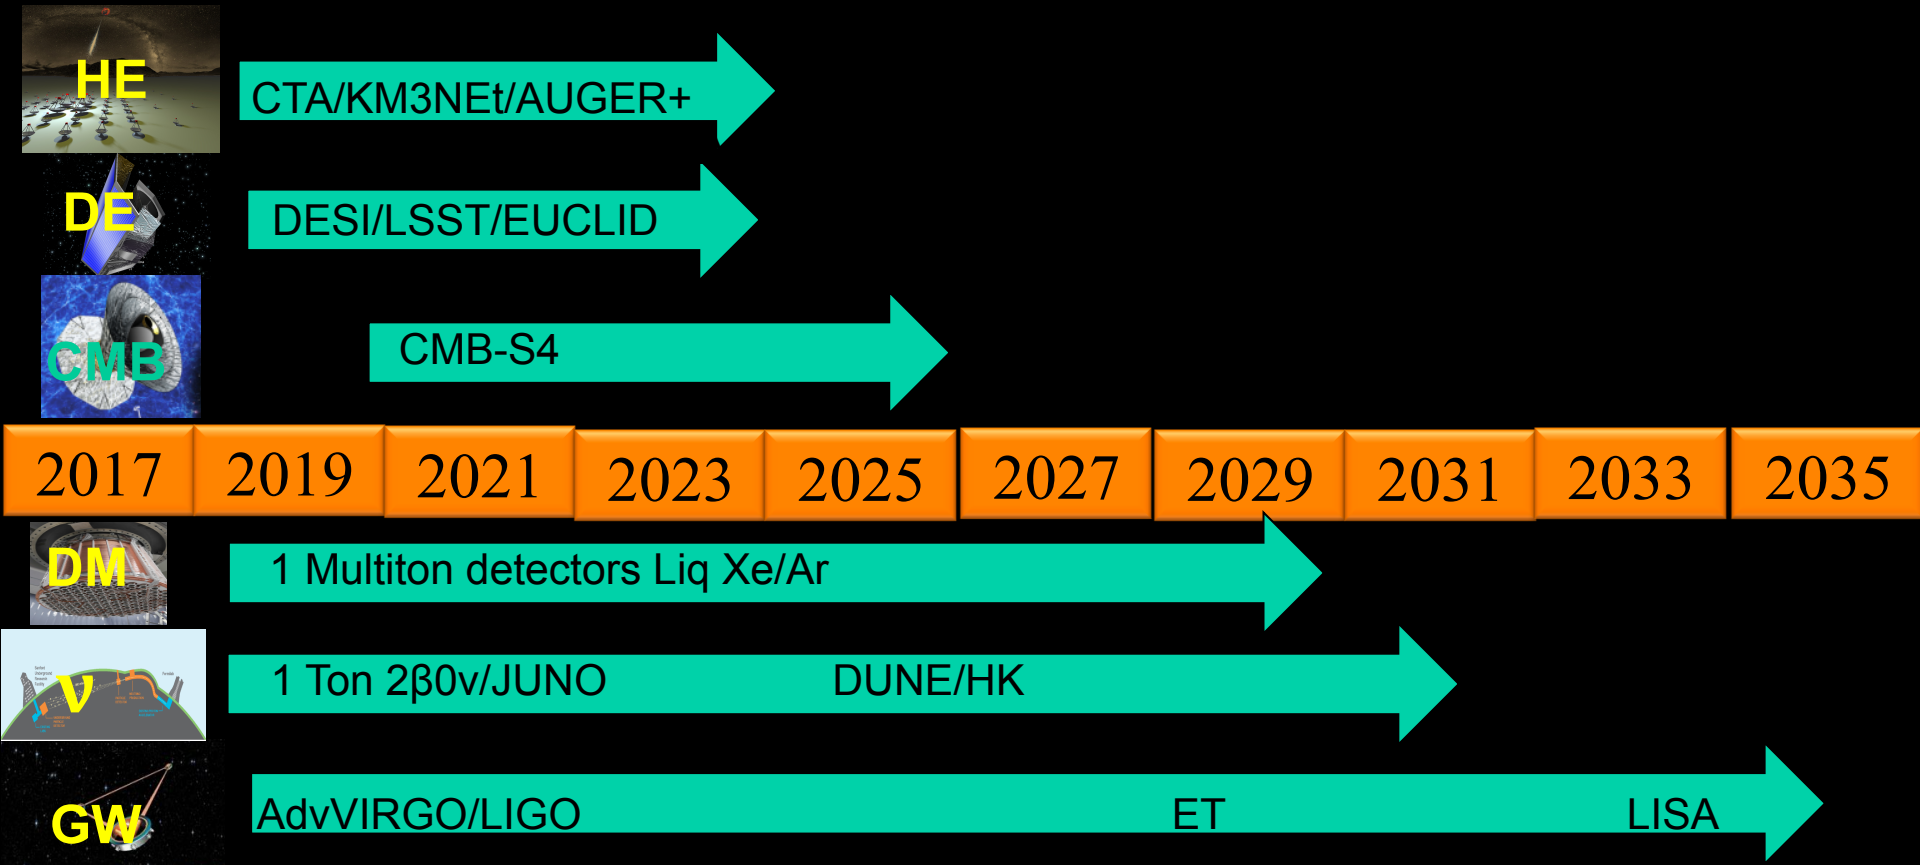 HE
CTA/KM3NEt/AUGER+
DE
DESI/LSST/EUCLID
CMB
CMB-S4
2017 2019 2021 2023 2025 2027 2029 2031 2033 2035
DM
1 Multiton detectors Liq Xe/Ar
ν
1 Ton 2β0ν/JUNO DUNE/HK
GW
AdvVIRGO/LIGO ET LISA